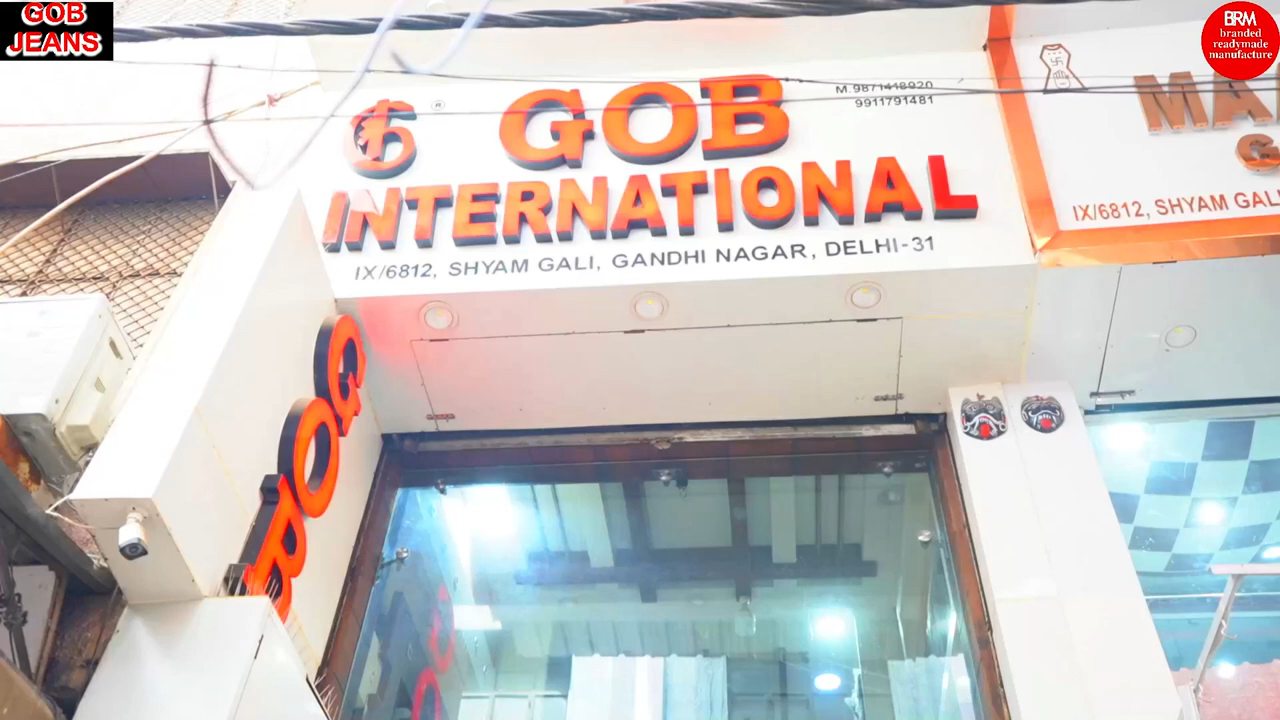 GOB
JEANS
BRM
branded
readymade
manufacture
®
GOB
M.9871418920
9911791481
INTERNATIONAL
IX/6812, SHYAM GALI, GANDHI NAGAR, DELHI-31
IX/6812, SHYAM GALI
GOB